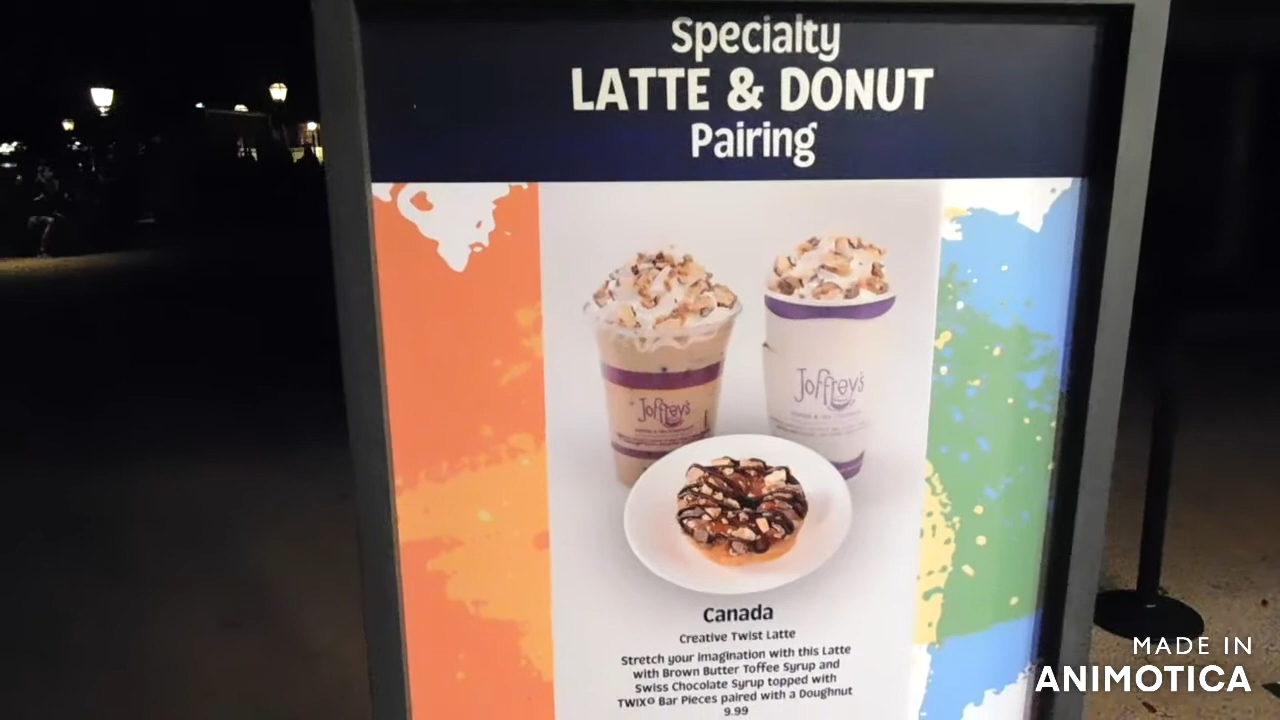 Specialty
LATTE & DONUT
Pairing
Joffrey's
Joffrey's
Canada
Creative Twist Latte
Stretch your imagination with this Latte
with Brown Butter Toffee Syrup and
Swiss Chocolate Syrup topped with
TWIX® Bar Pieces paired with a Doughnut
9.99
MADE IN
ANIMOTICA